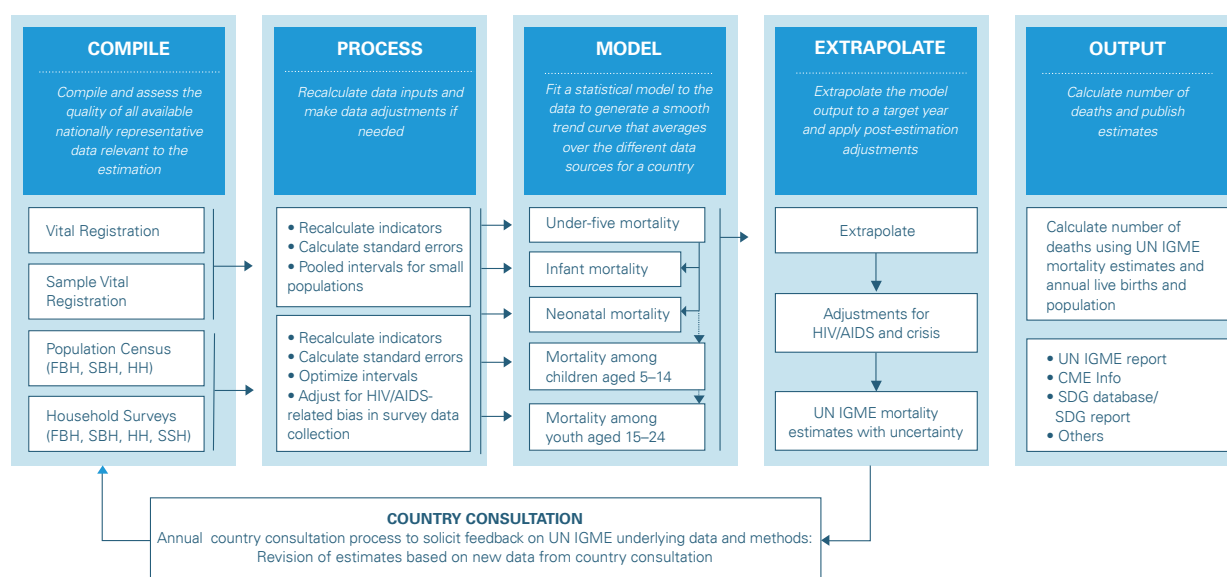 COMPILE
Compile and assess the
quality of all available
nationally representative
data relevant to the
estimation
Vital Registration
Sample Vital
Registration
Population Census
(FBH, SBH, HH)
Household Surveys
(FBH, SBH, HH, SSH)
PROCESS
Recalculate data inputs and
make data adjustments if
needed
• Recalculate indicators
• Calculate standard errors
• Pooled intervals for small
populations
• Recalculate indicators
• Calculate standard errors
• Optimize intervals
• Adjust for HIV/AIDS-
related bias in survey data
collection
MODEL
Fit a statistical model to the
data to generate a smooth
trend curve that averages
over the different data
sources for a country
Under-five mortality
Infant mortality
Neonatal mortality
Mortality among
children aged 5–14
Mortality among
youth aged 15–24
EXTRAPOLATE
Extrapolate the model
output to a target year
and apply post-estimation
adjustments
Extrapolate
Adjustments for
HIV/AIDS and crisis
UN IGME mortality
estimates with uncertainty
OUTPUT
Calculate number of
deaths and publish
estimates
Calculate number of
deaths using UN IGME
mortality estimates and
annual live births and
population
• UN IGME report
• CME Info
• SDG database/
SDG report
• Others
COUNTRY CONSULTATION
Annual country consultation process to solicit feedback on UN IGME underlying data and methods:
Revision of estimates based on new data from country consultation